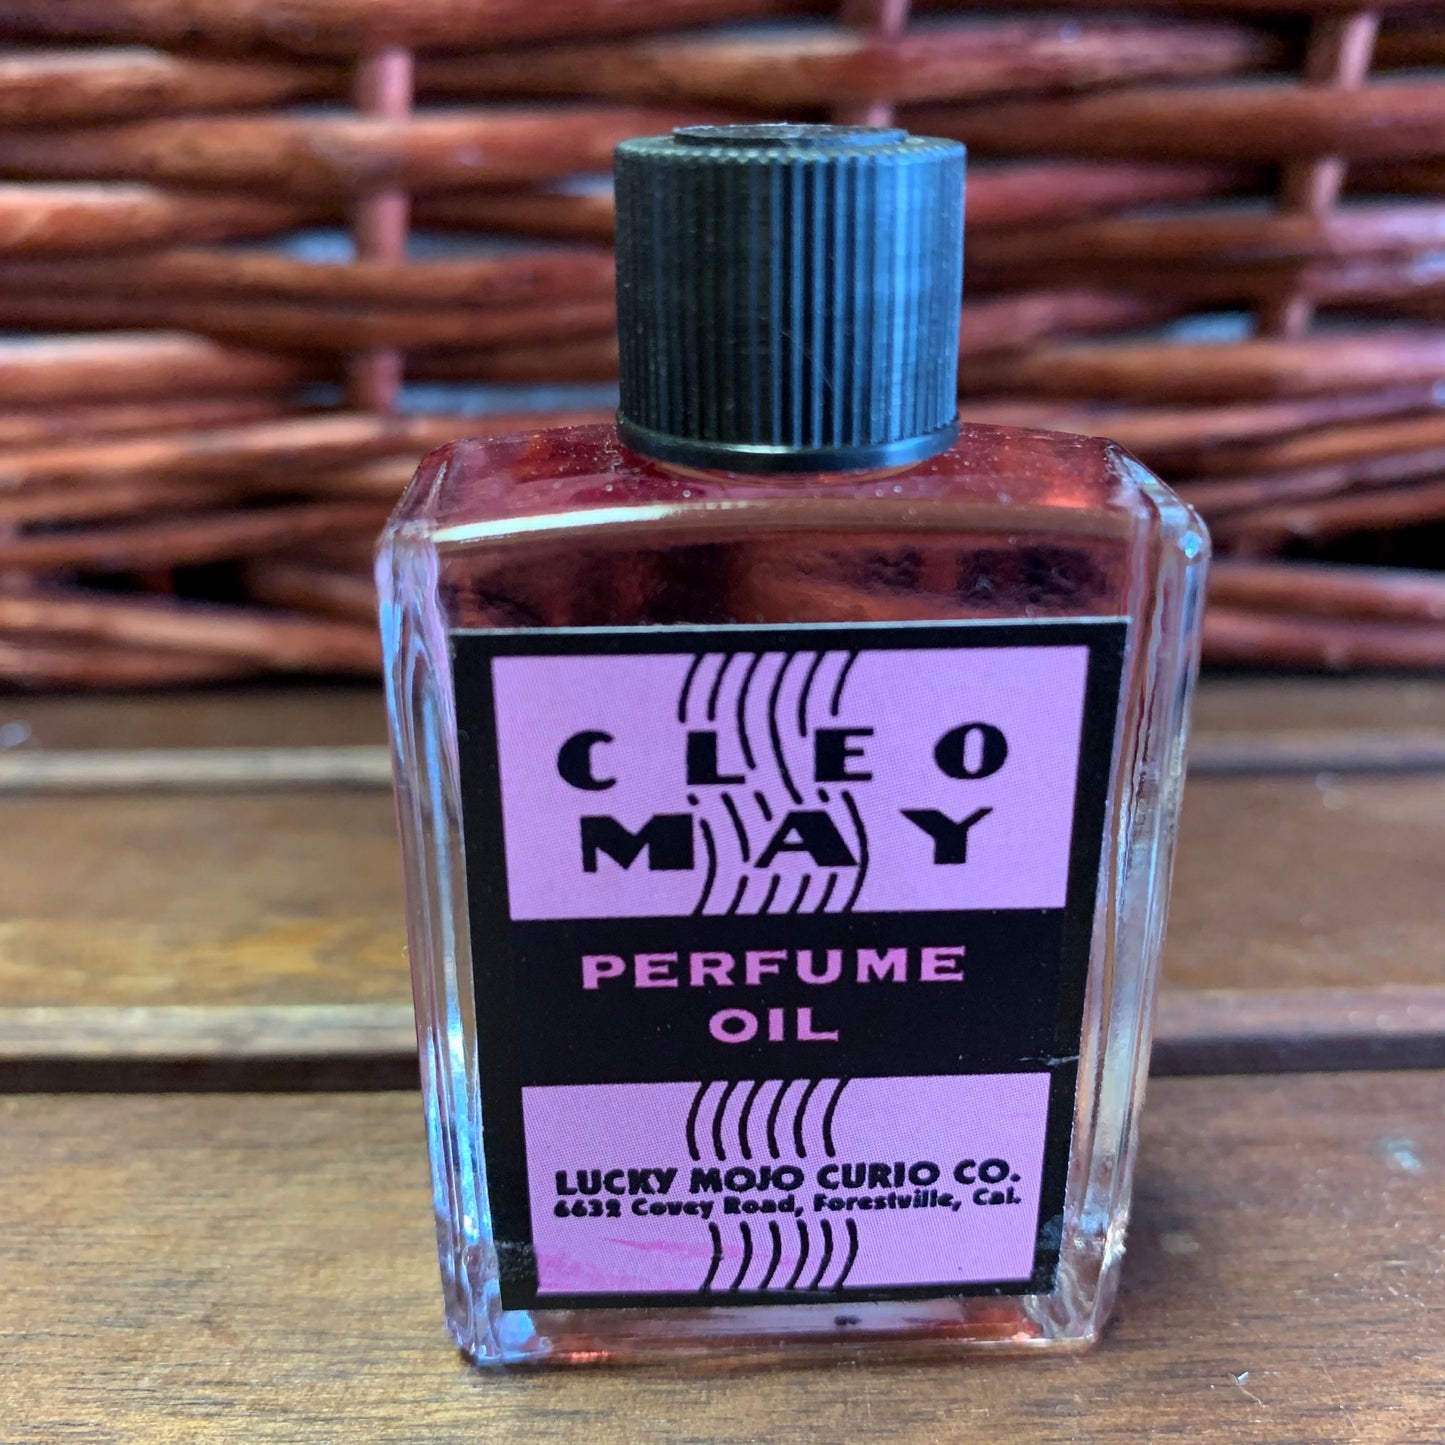 CLEO
MAY
PERFUME
OIL
LUCKY MOJO CURIO CO.
6632 Covey Road, Forestville, Cal.